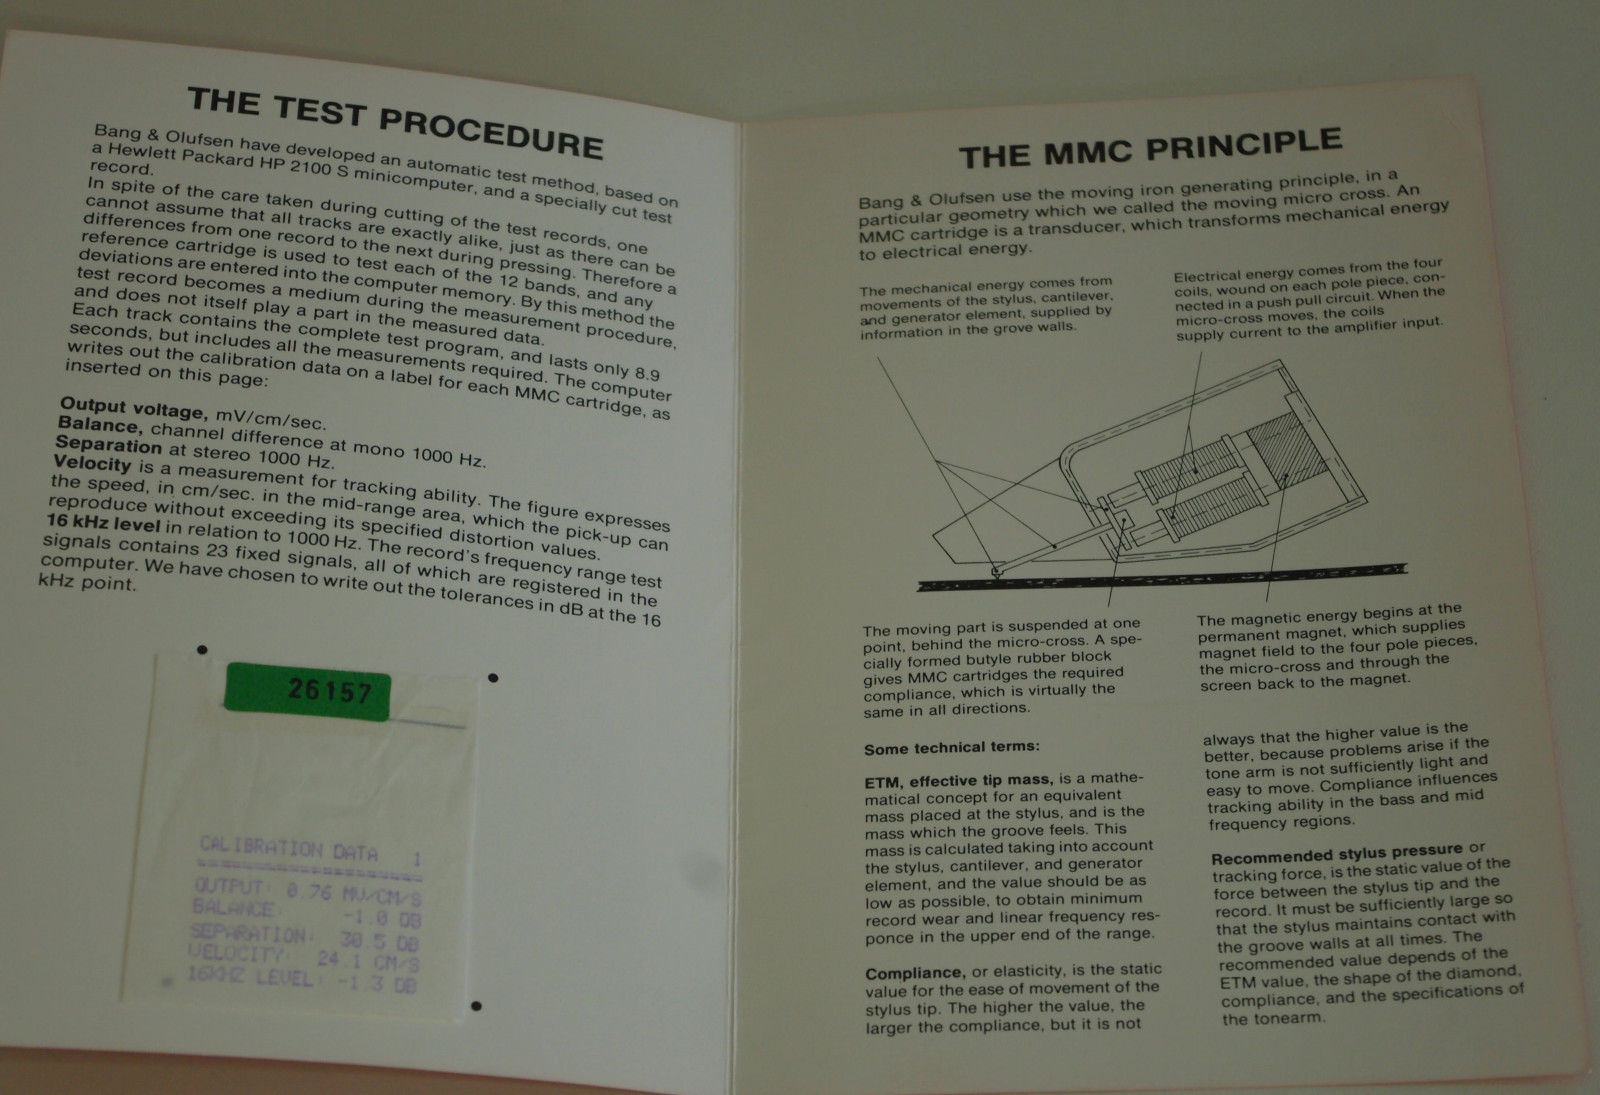 THE TEST PROCEDURE
Bang & Olufsen have developed an automatic test method, based on
a Hewlett Packard HP 2100 S minicomputer, and a specially cut test
record.
In spite of the care taken during cutting of the test records, one
cannot assume that all tracks are exactly alike, just as there can be
differences from one record to the next during pressing. Therefore a
reference cartridge is used to test each of the 12 bands, and any
deviations are entered into the computer memory. By this method the
test record becomes a medium during the measurement procedure,
and does not itself play a part in the measured data.
Each track contains the complete test program, and lasts only 8.9
seconds, but includes all the measurements required. The computer
writes out the calibration data on a label for each MMC cartridge, as
inserted on this page:
Output voltage, mV/cm/sec.
Balance, channel difference at mono 1000 Hz.
Separation at stereo 1000 Hz.
Velocity is a measurement for tracking ability. The figure expresses
the speed, in cm/sec. in the mid-range area, which the pick-up can
reproduce without exceeding its specified distortion values.
16 kHz level in relation to 1000 Hz. The record's frequency range test
signals contains 23 fixed signals, all of which are registered in the
computer. We have chosen to write out the tolerances in dB at the 16
kHz point.
26157
CALIBRATION DATA 1
OUTPUT: 0.76 MV/CM/S
BALANCE: -1.0 DB
SEPARATION: 30.5 DB
VELOCITY: 24.1 CM/S
16KHZ LEVEL: -1.3 DB
THE MMC PRINCIPLE
Bang & Olufsen use the moving iron generating principle, in a
particular geometry which we called the moving micro cross. An
MMC cartridge is a transducer, which transforms mechanical energy
to electrical energy.
The mechanical energy comes from
movements of the stylus, cantilever,
and generator element, supplied by
information in the grove walls.
Electrical energy comes from the four
coils, wound on each pole piece, con-
nected in a push pull circuit. When the
micro-cross moves, the coils
supply current to the amplifier input.
The moving part is suspended at one
point, behind the micro-cross. A spe-
cially formed butyle rubber block
gives MMC cartridges the required
compliance, which is virtually the
same in all directions.
The magnetic energy begins at the
permanent magnet, which supplies
magnet field to the four pole pieces,
the micro-cross and through the
screen back to the magnet.
Some technical terms:
ETM, effective tip mass, is a mathe-
matical concept for an equivalent
mass placed at the stylus, and is the
mass which the groove feels. This
mass is calculated taking into account
the stylus, cantilever, and generator
element, and the value should be as
low as possible, to obtain minimum
record wear and linear frequency res-
ponce in the upper end of the range.
Compliance, or elasticity, is the static
value for the ease of movement of the
stylus tip. The higher the value, the
larger the compliance, but it is not
always that the higher value is the
better, because problems arise if the
tone arm is not sufficiently light and
easy to move. Compliance influences
tracking ability in the bass and mid
frequency regions.
Recommended stylus pressure or
tracking force, is the static value of the
force between the stylus tip and the
record. It must be sufficiently large so
that the stylus maintains contact with
the groove walls at all times. The
recommended value depends of the
ETM value, the shape of the diamond,
compliance, and the specifications of
the tonearm.